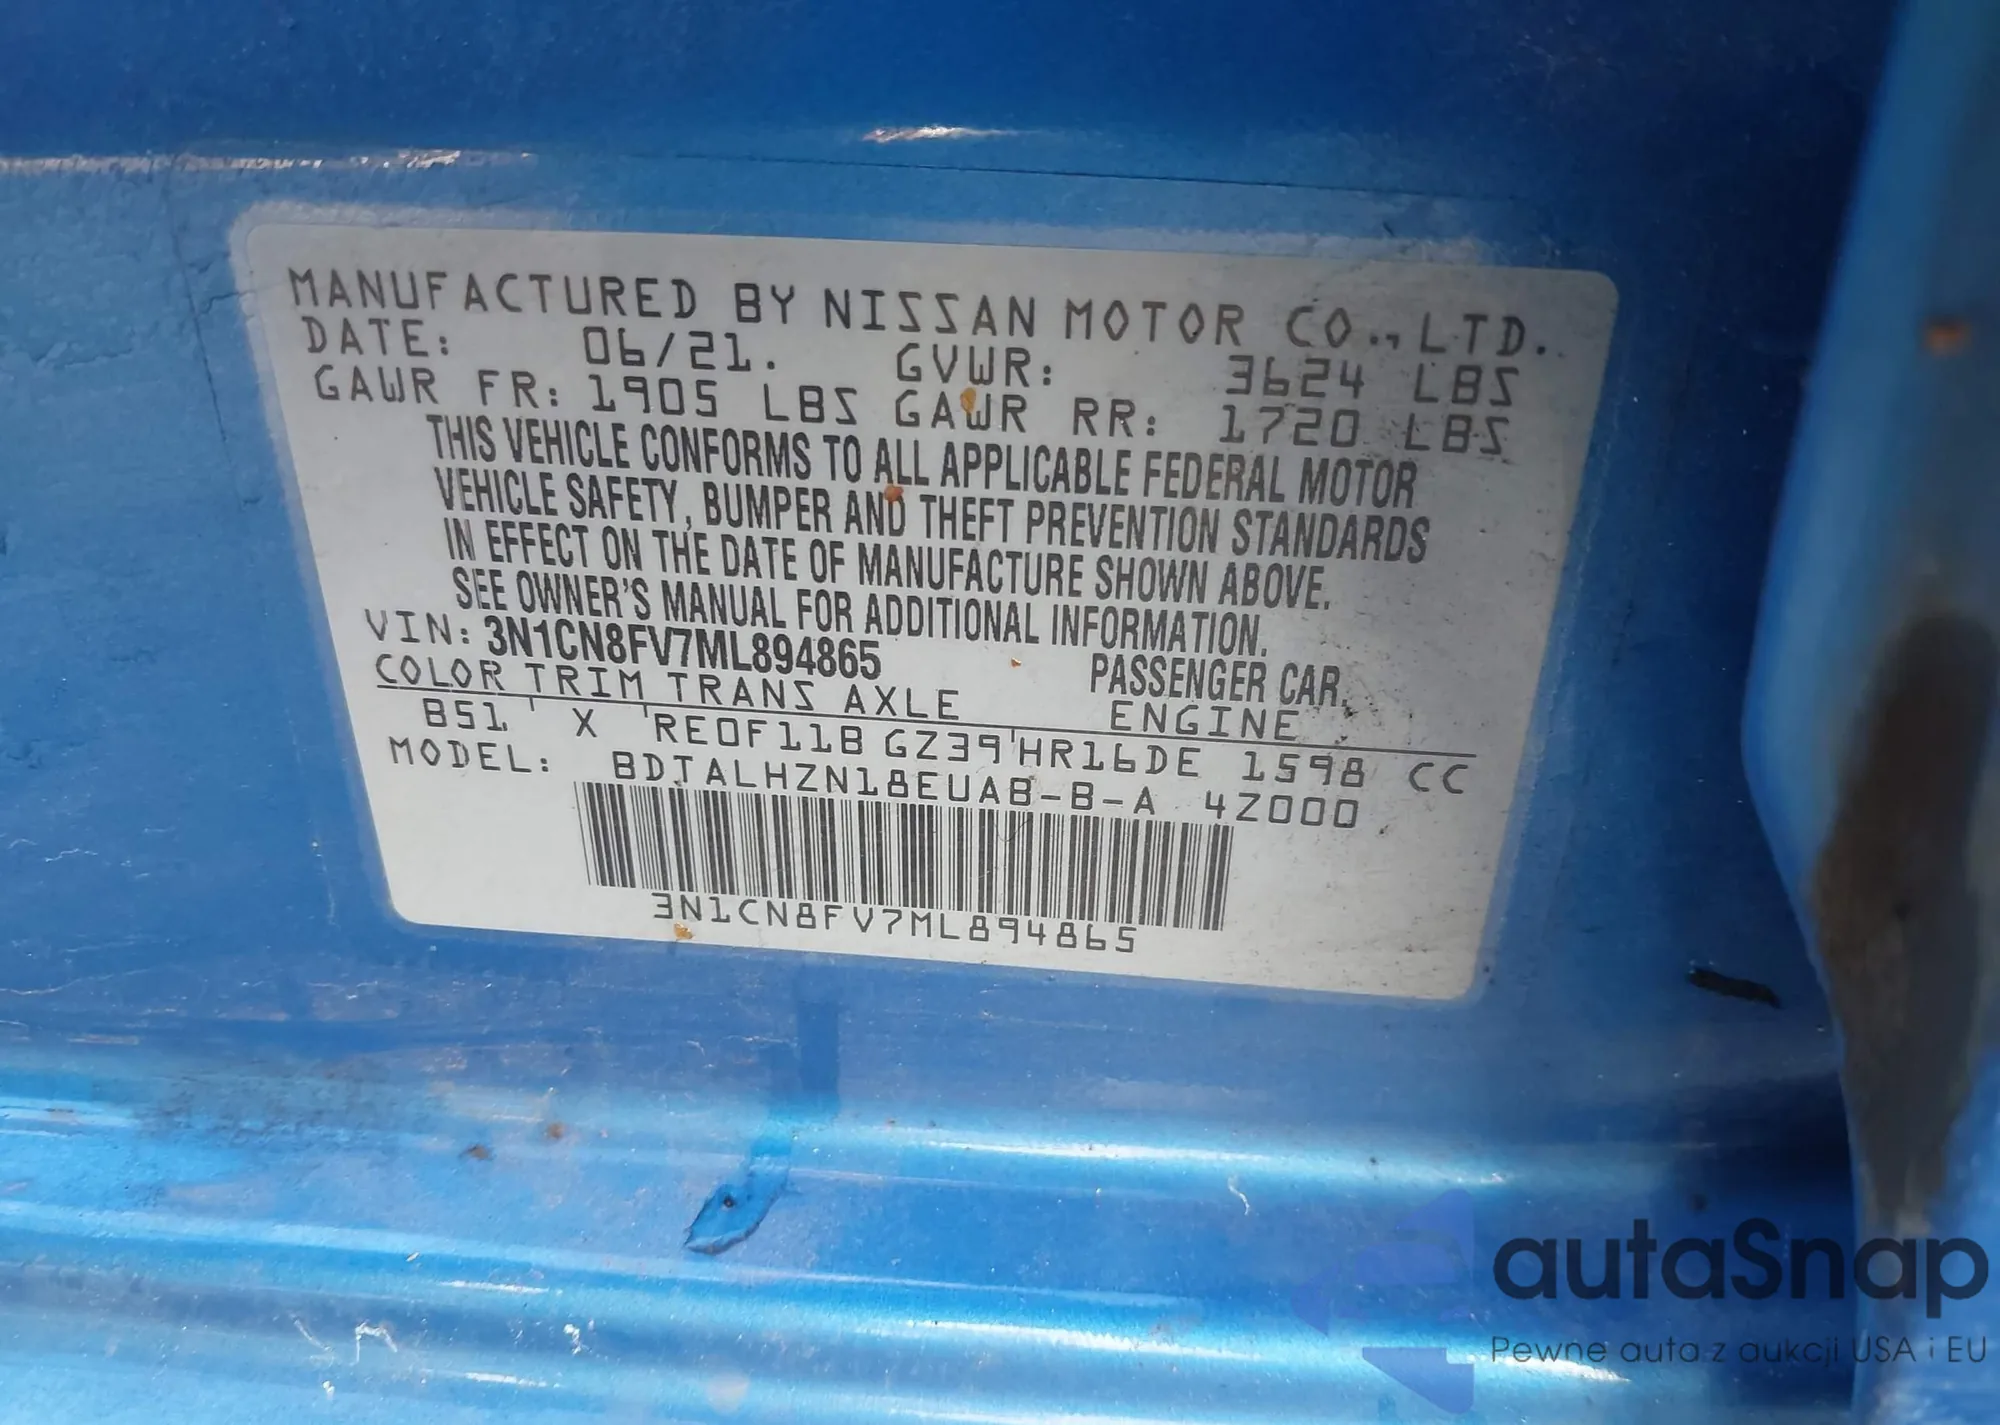 MANUFACTURED BY NISSAN MOTOR CO., LTD.
DATE: 06/21. GVWR: 3624 LBS
GAWR FR: 1905 LBS GAWR RR: 1720 LBS
THIS VEHICLE CONFORMS TO ALL APPLICABLE FEDERAL MOTOR
VEHICLE SAFETY, BUMPER AND THEFT PREVENTION STANDARDS
IN EFFECT ON THE DATE OF MANUFACTURE SHOWN ABOVE.
SEE OWNER'S MANUAL FOR ADDITIONAL INFORMATION.
VIN: 3N1CN8FV7ML894865 PASSENGER CAR.
COLOR TRIM TRANS AXLE ENGINE
B51 X RE0F11B GZ39 HR16DE 1598 CC
MODEL: BDTALHZN18EUAB-B-A 4Z000
3N1CN8FV7ML894865
autaSnap
Pewne auta z aukcji USA i EU